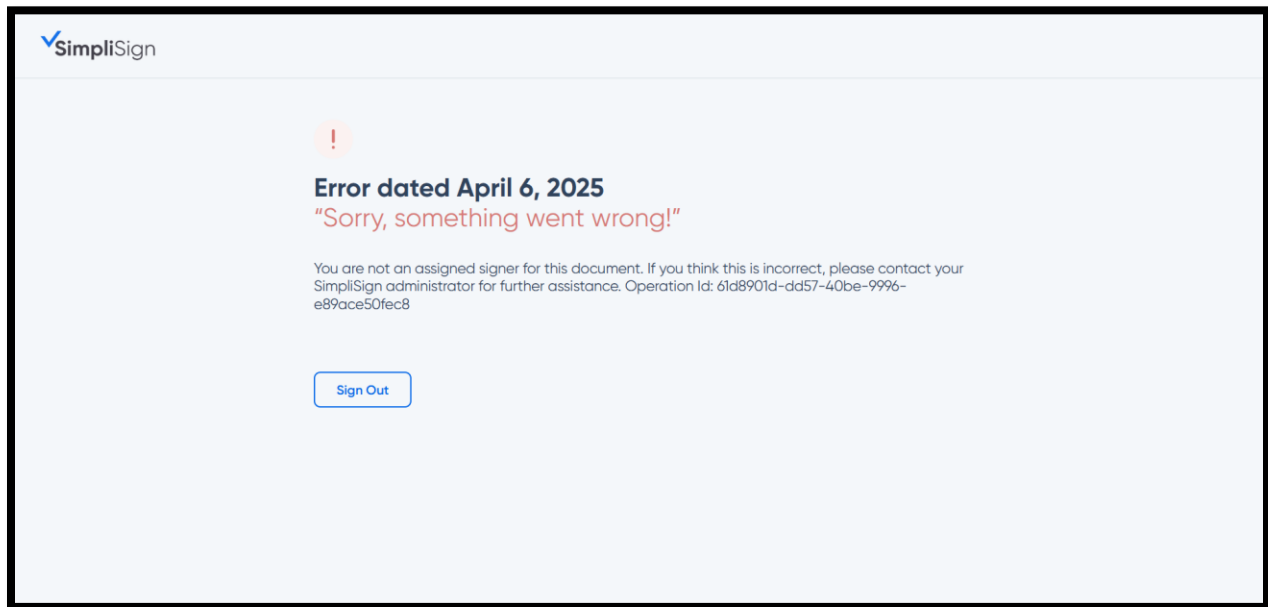 SimpliSign
!
Error dated April 6, 2025
“Sorry, something went wrong!”
You are not an assigned signer for this document. If you think this is incorrect, please contact your
SimpliSign administrator for further assistance. Operation Id: 61d8901d-dd57-40be-9996-
e89ace50fec8
Sign Out